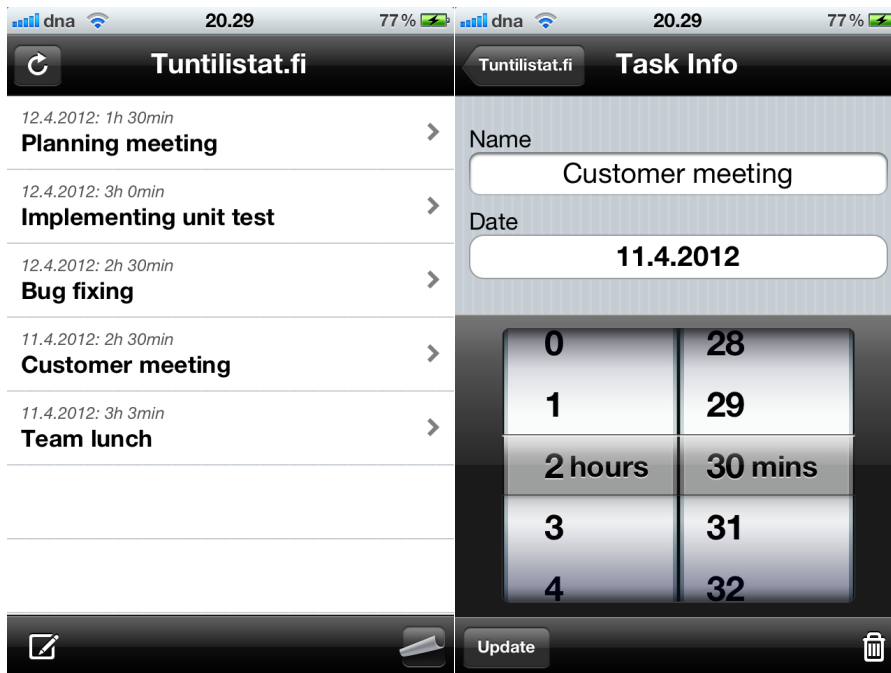 dna 20.29 77%
Tuntilistat.fi
12.4.2012: 1h 30min
Planning meeting
12.4.2012: 3h 0min
Implementing unit test
12.4.2012: 2h 30min
Bug fixing
11.4.2012: 2h 30min
Customer meeting
11.4.2012: 3h 3min
Team lunch
dna 20.29 77%
Tuntilistat.fi Task Info
Name
Customer meeting
Date
11.4.2012
0 28
1 29
2 hours 30 mins
3 31
4 32
Update